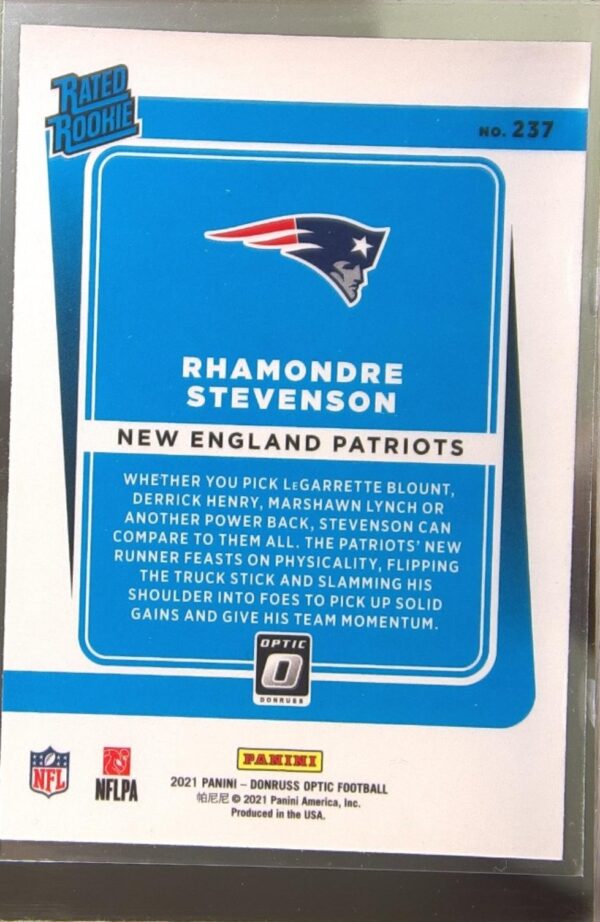 RATED
ROOKIE
NO. 237
RHAMONDRE
STEVENSON
NEW ENGLAND PATRIOTS
WHETHER YOU PICK LEGARRETTE BLOUNT,
DERRICK HENRY, MARSHAWN LYNCH OR
ANOTHER POWER BACK, STEVENSON CAN
COMPARE TO THEM ALL. THE PATRIOTS' NEW
RUNNER FEASTS ON PHYSICALITY, FLIPPING
THE TRUCK STICK AND SLAMMING HIS
SHOULDER INTO FOES TO PICK UP SOLID
GAINS AND GIVE HIS TEAM MOMENTUM.
OPTIC
O
DONRUSS
NFL
NFLPA
PANINI
2021 PANINI – DONRUSS OPTIC FOOTBALL
帕尼尼 © 2021 Panini America, Inc.
Produced in the USA.